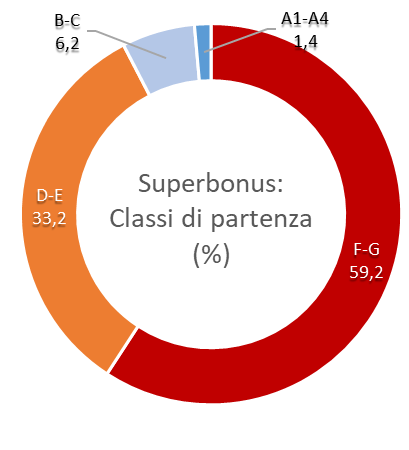 B-C
6,2
A1-A4
1,4
Superbonus:
Classi di partenza
(%)
D-E
33,2
F-G
59,2